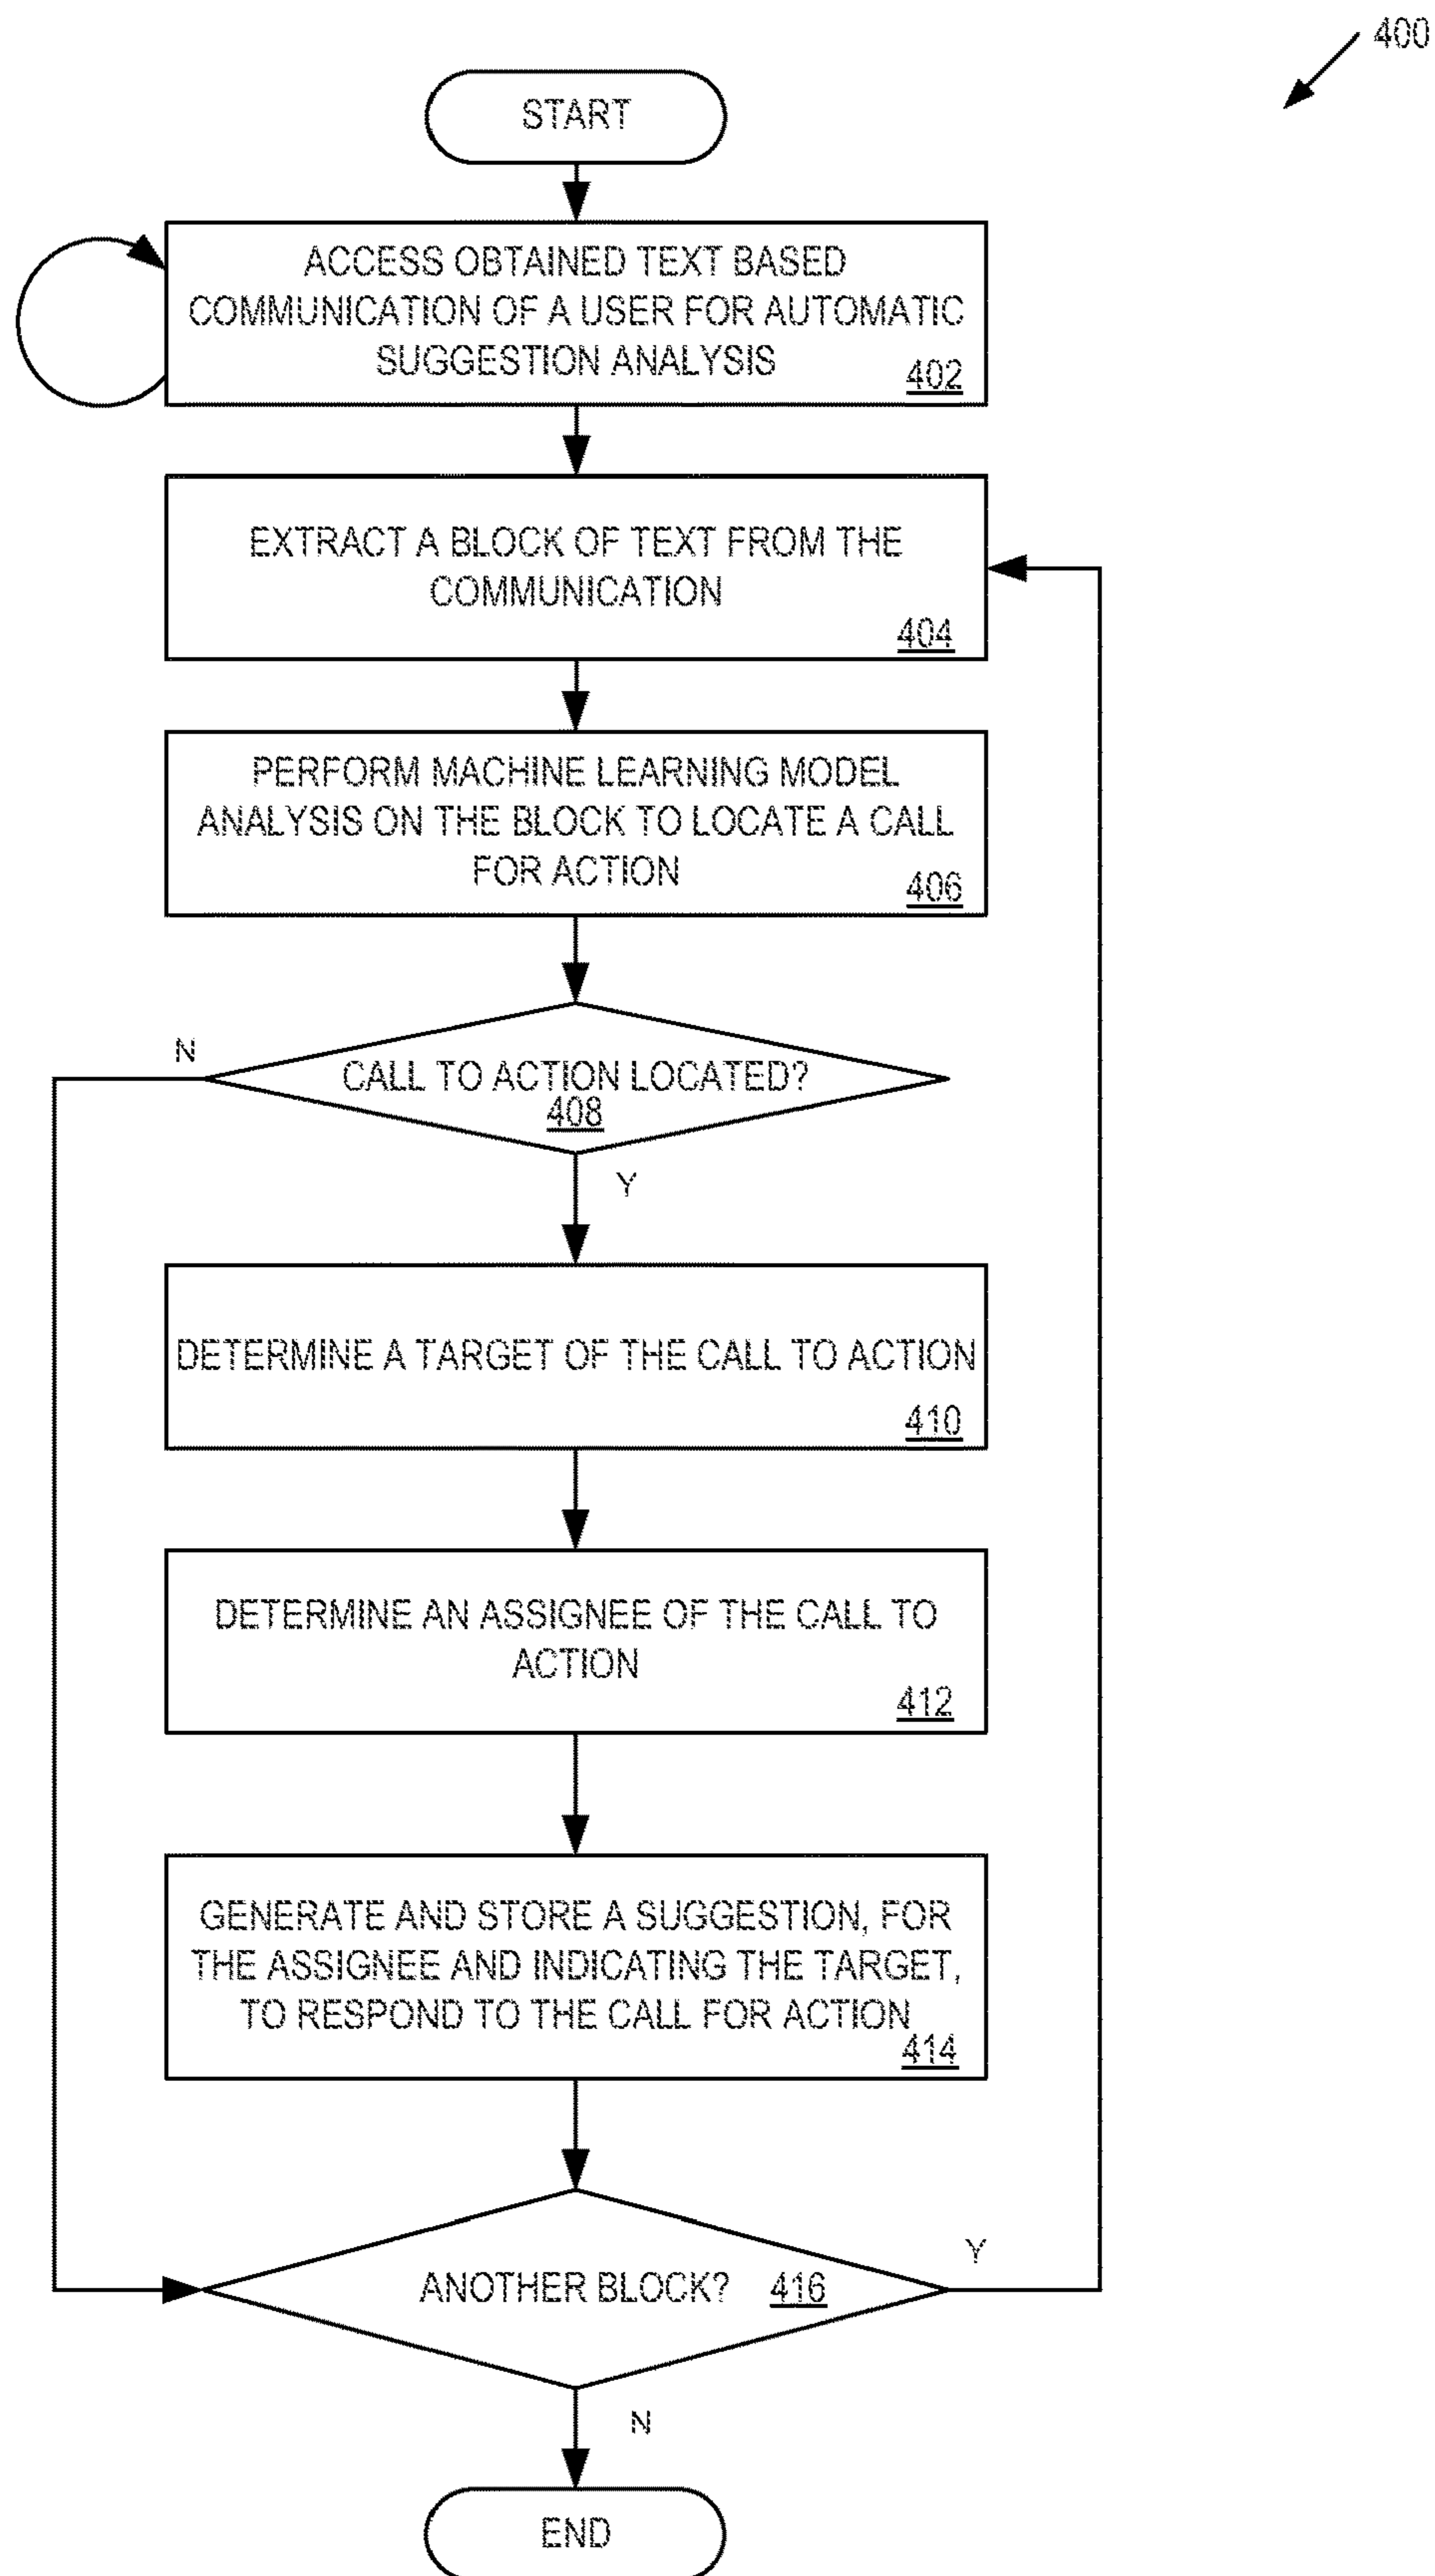 400
START
ACCESS OBTAINED TEXT BASED
COMMUNICATION OF A USER FOR AUTOMATIC
SUGGESTION ANALYSIS
402
EXTRACT A BLOCK OF TEXT FROM THE
COMMUNICATION
404
PERFORM MACHINE LEARNING MODEL
ANALYSIS ON THE BLOCK TO LOCATE A CALL
FOR ACTION
406
N
CALL TO ACTION LOCATED?
408
Y
DETERMINE A TARGET OF THE CALL TO ACTION
410
DETERMINE AN ASSIGNEE OF THE CALL TO
ACTION
412
GENERATE AND STORE A SUGGESTION, FOR
THE ASSIGNEE AND INDICATING THE TARGET,
TO RESPOND TO THE CALL FOR ACTION
414
Y
ANOTHER BLOCK? 416
N
END